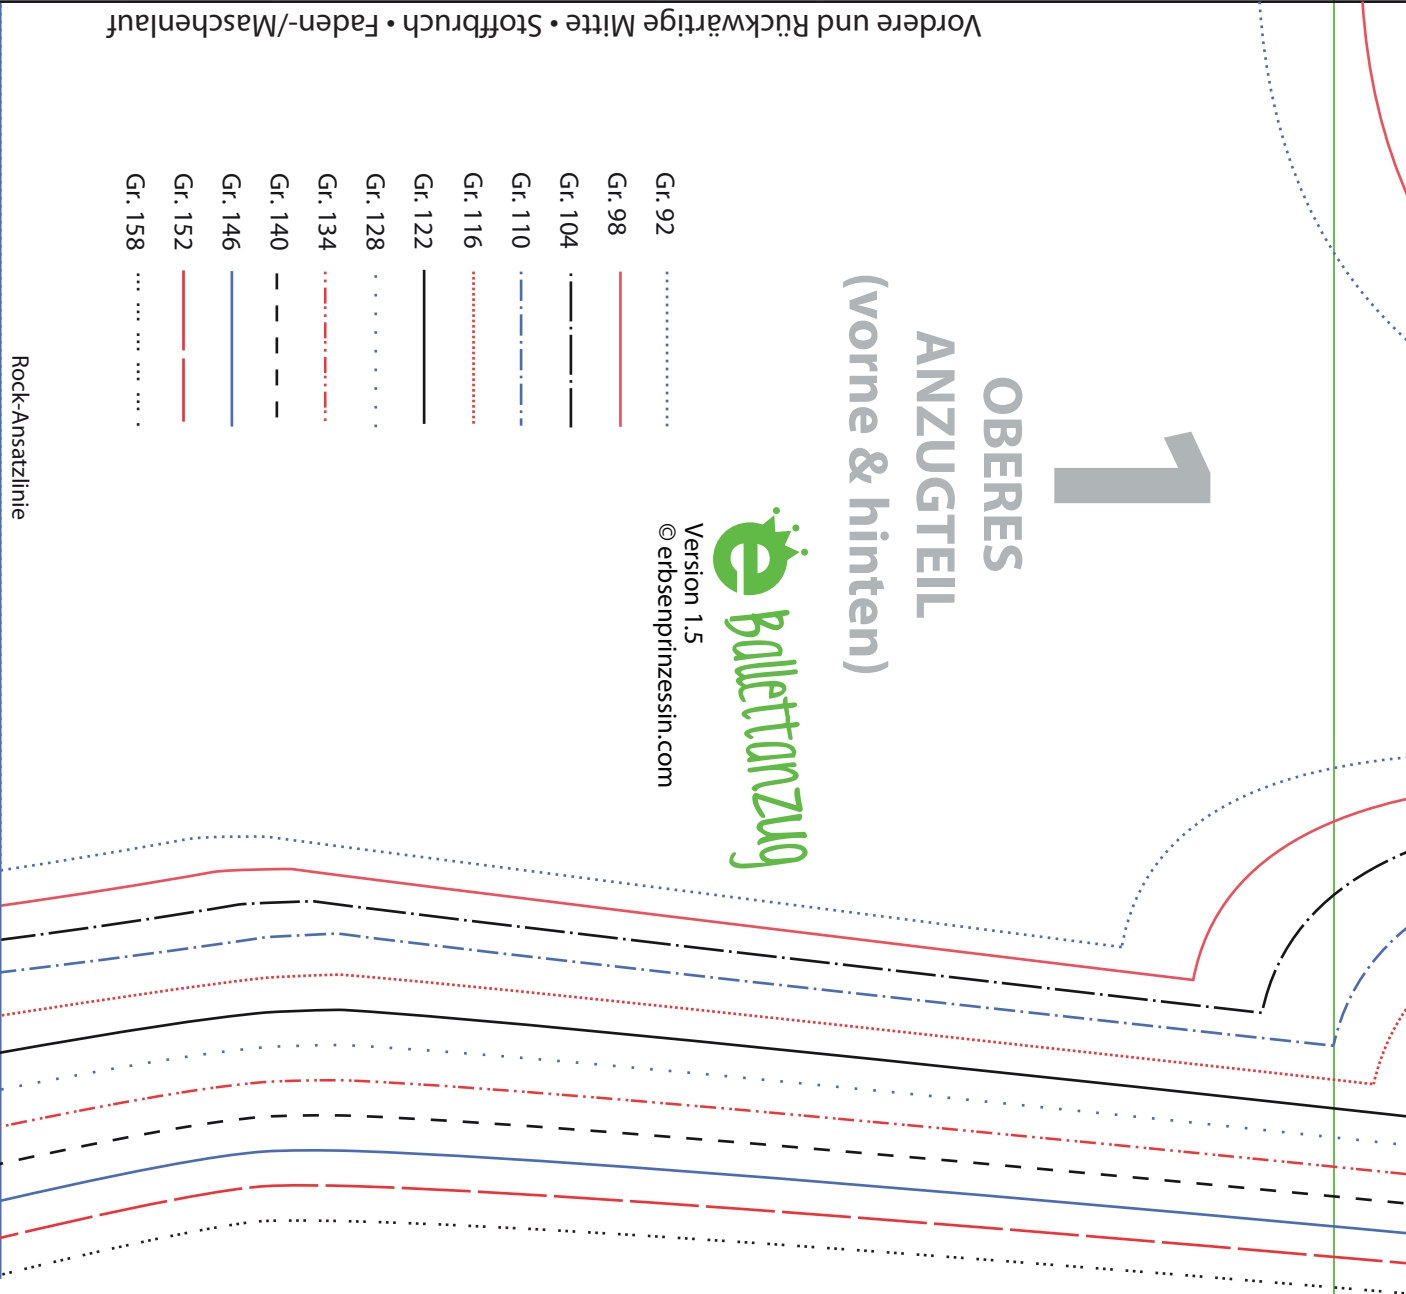 Vordere und Rückwärtige Mitte • Stoffbruch • Faden-/Maschenlauf
1
OBERES
ANZUGTEIL
(vorne & hinten)
e Ballettanzug
Version 1.5
© erbsenprinzessin.com
Gr. 92
Gr. 98
Gr. 104
Gr. 110
Gr. 116
Gr. 122
Gr. 128
Gr. 134
Gr. 140
Gr. 146
Gr. 152
Gr. 158
Rock-Ansatzlinie